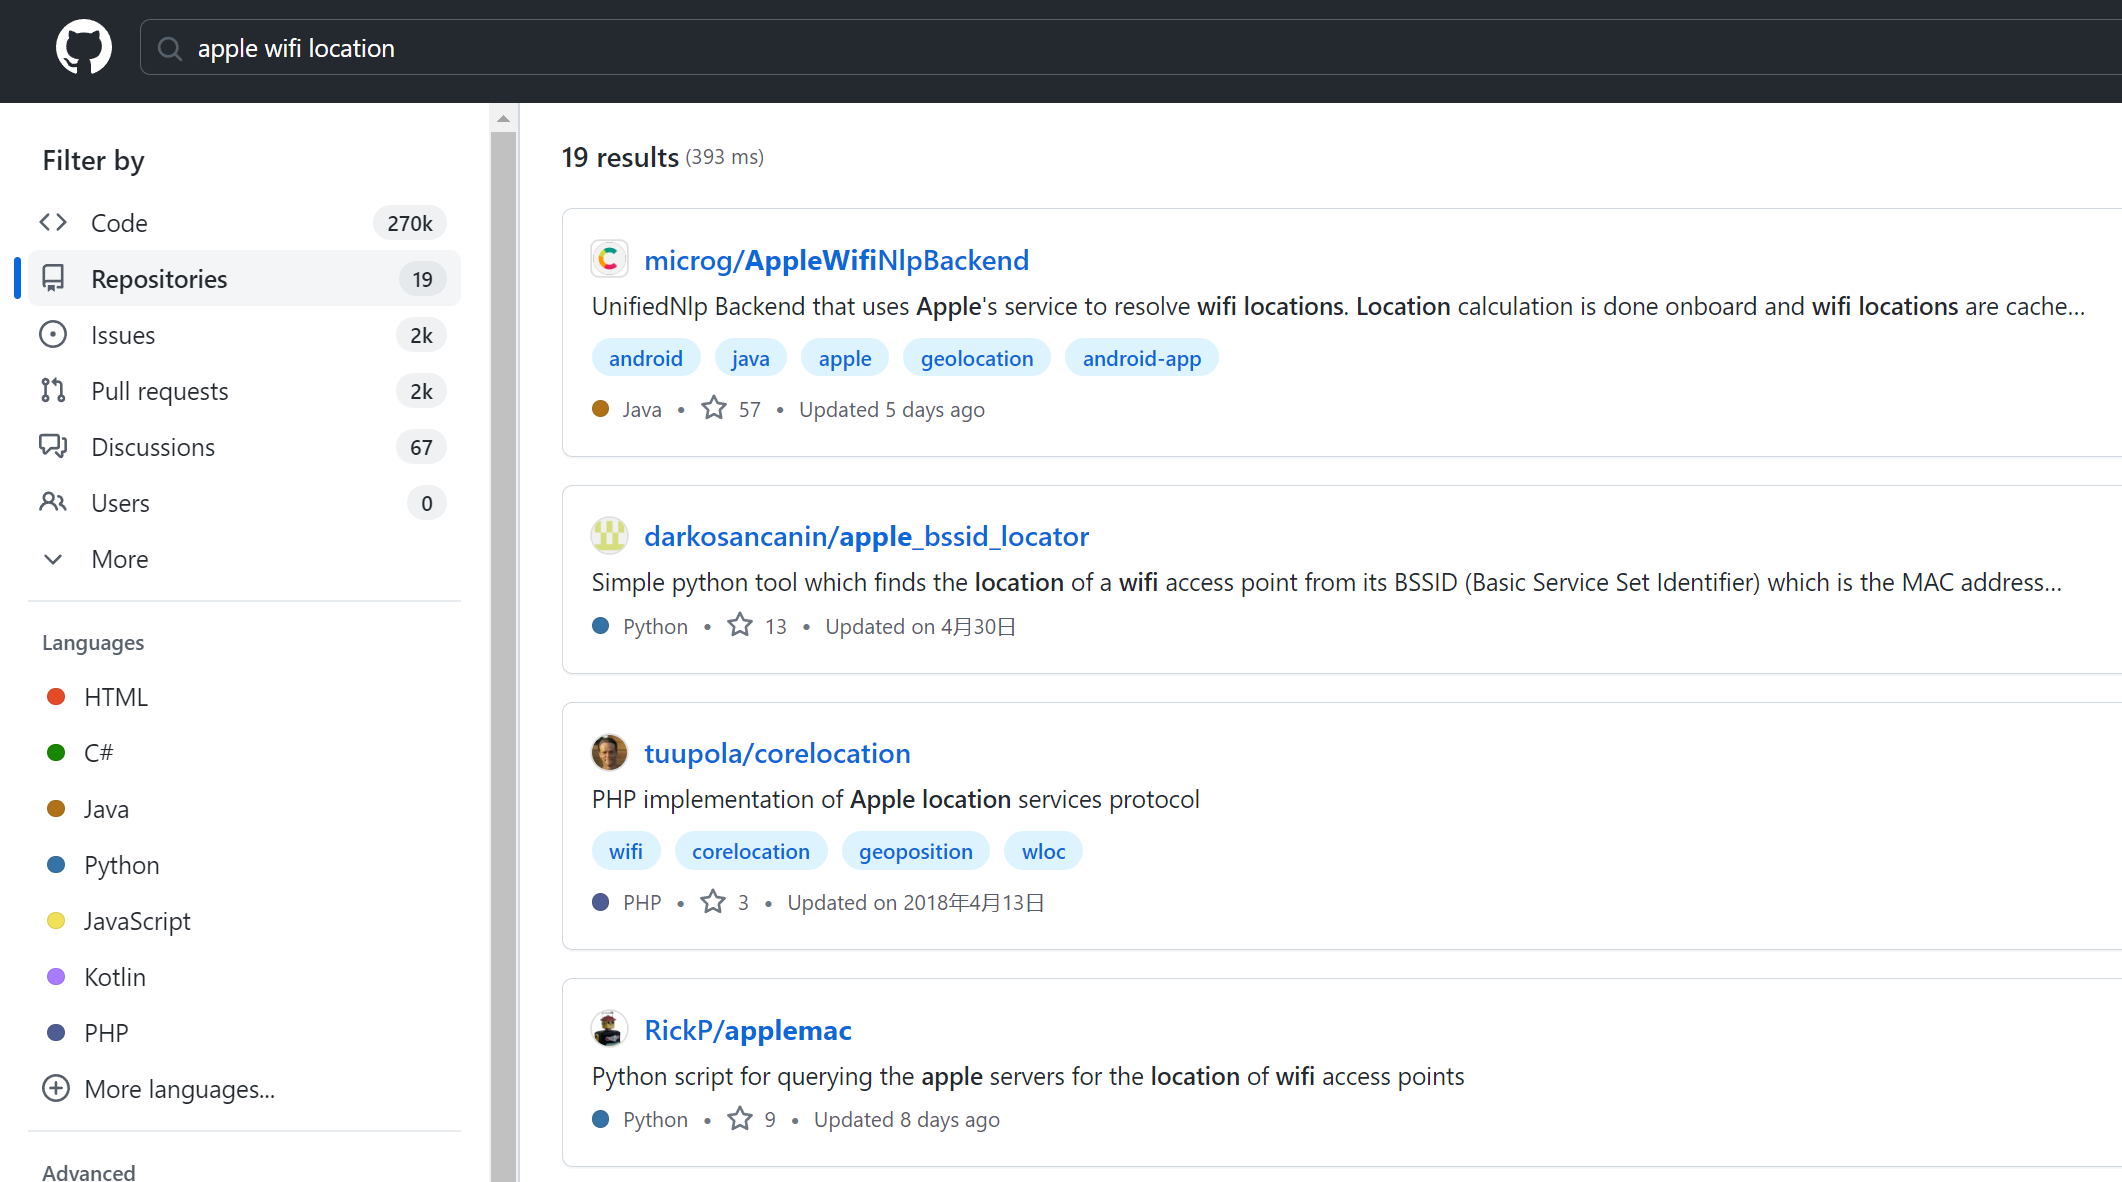 apple wifi location
Filter by
Code 270k
Repositories 19
Issues 2k
Pull requests 2k
Discussions 67
Users 0
More
Languages
HTML
C#
Java
Python
JavaScript
Kotlin
PHP
More languages...
Advanced
19 results (393 ms)
microg/AppleWifiNlpBackend
UnifiedNlp Backend that uses Apple's service to resolve wifi locations. Location calculation is done onboard and wifi locations are cache...
android java apple geolocation android-app
Java • 57 • Updated 5 days ago
darkosancanin/apple_bssid_locator
Simple python tool which finds the location of a wifi access point from its BSSID (Basic Service Set Identifier) which is the MAC address...
Python • 13 • Updated on 4月30日
tuupola/corelocation
PHP implementation of Apple location services protocol
wifi corelocation geoposition wloc
PHP • 3 • Updated on 2018年4月13日
RickP/applemac
Python script for querying the apple servers for the location of wifi access points
Python • 9 • Updated 8 days ago